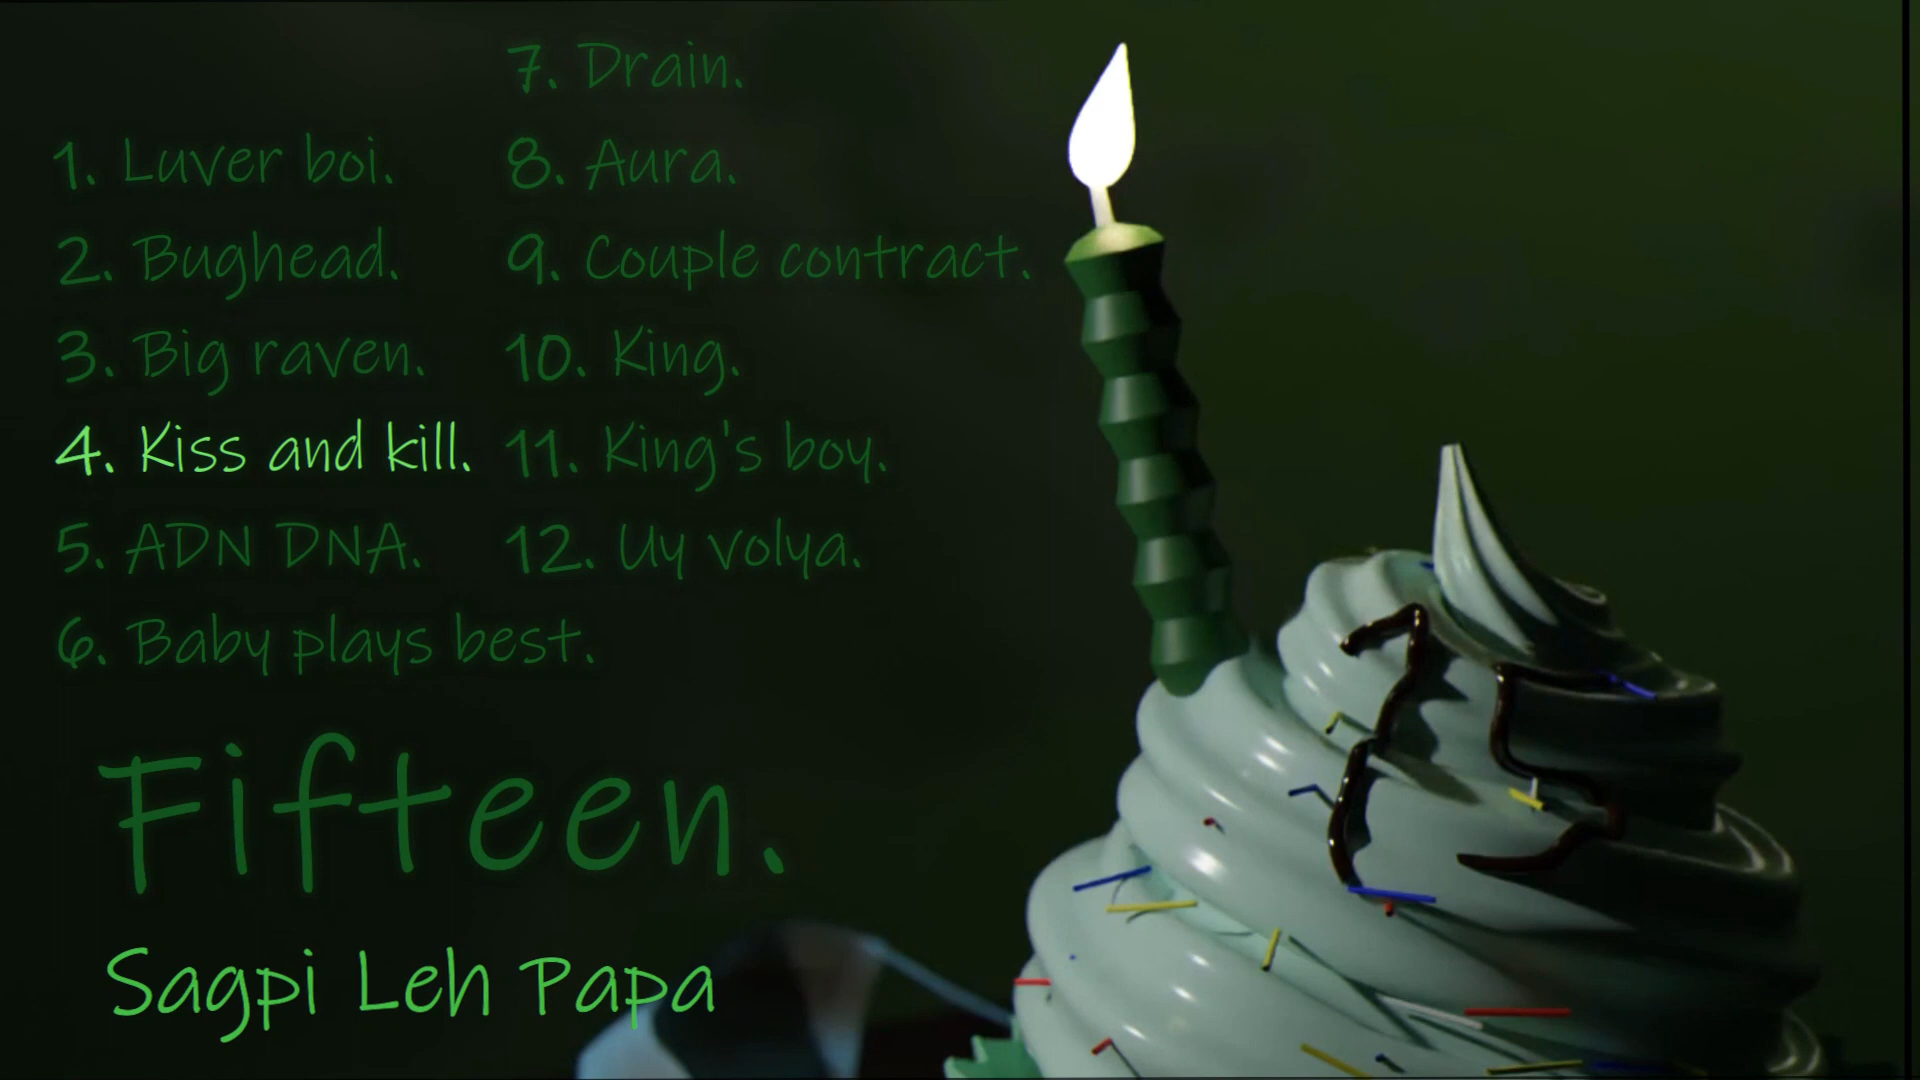 1. Luver boi.
2. Bughead.
3. Big raven.
4. Kiss and kill.
5. ADN DNA.
6. Baby plays best.
7. Drain.
8. Aura.
9. Couple contract.
10. King.
11. King's boy.
12. Uy volya.
Fifteen.
Sagpi Leh Papa